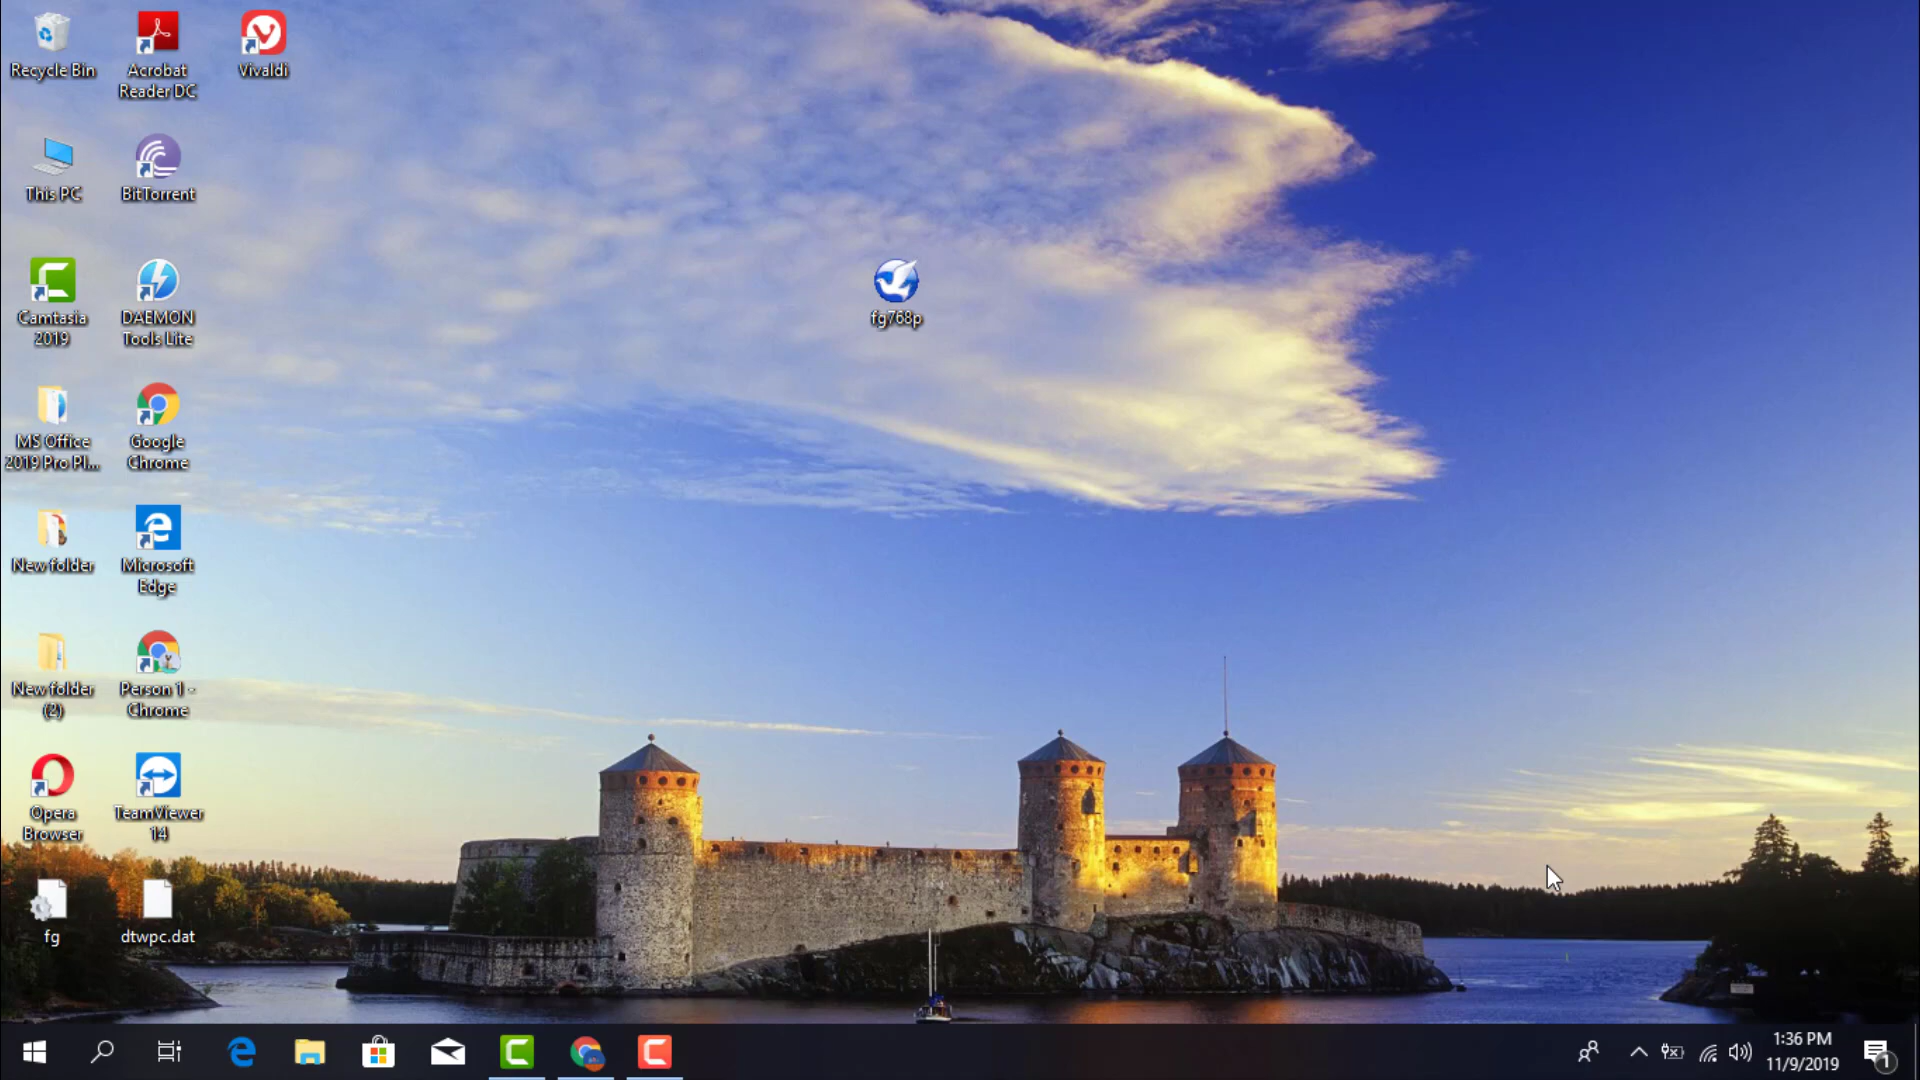 Recycle Bin
Acrobat
Reader DC
Vivaldi
This PC
BitTorrent
Camtasia
2019
DAEMON
Tools Lite
fg768p
MS Office
2019 Pro Pl...
Google
Chrome
New folder
Microsoft
Edge
New folder
(2)
Person 1 -
Chrome
Opera
Browser
TeamViewer
14
fg
dtwpc.dat
1:36 PM
11/9/2019
1